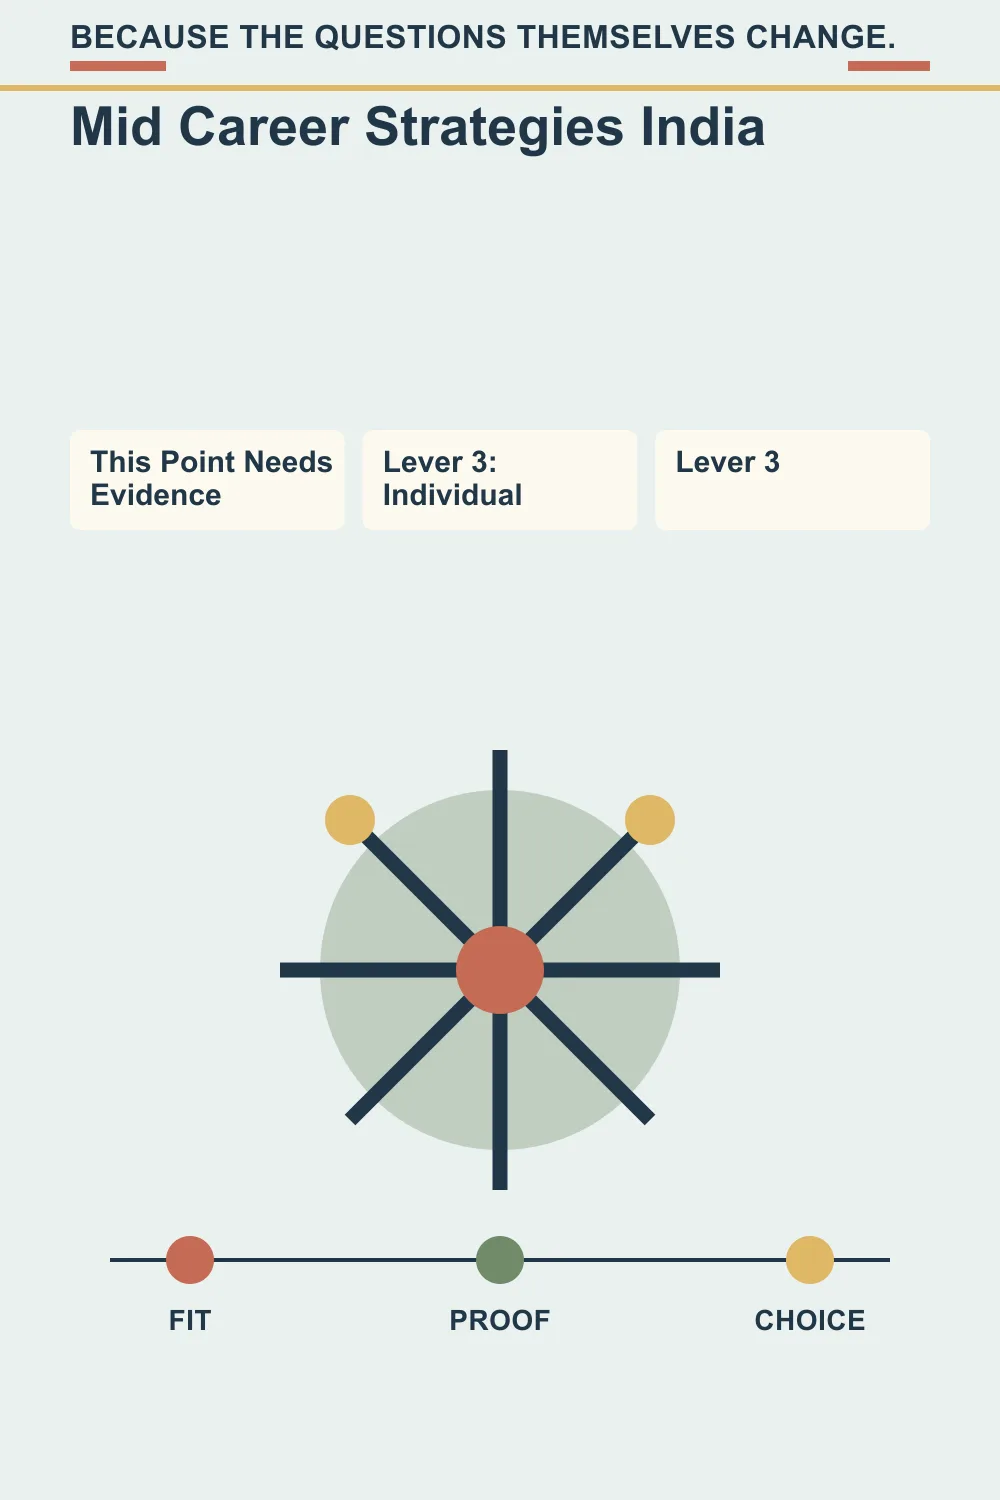 BECAUSE THE QUESTIONS THEMSELVES CHANGE.
Mid Career Strategies India
This Point Needs
Evidence
Lever 3:
Individual
Lever 3
FIT
PROOF
CHOICE